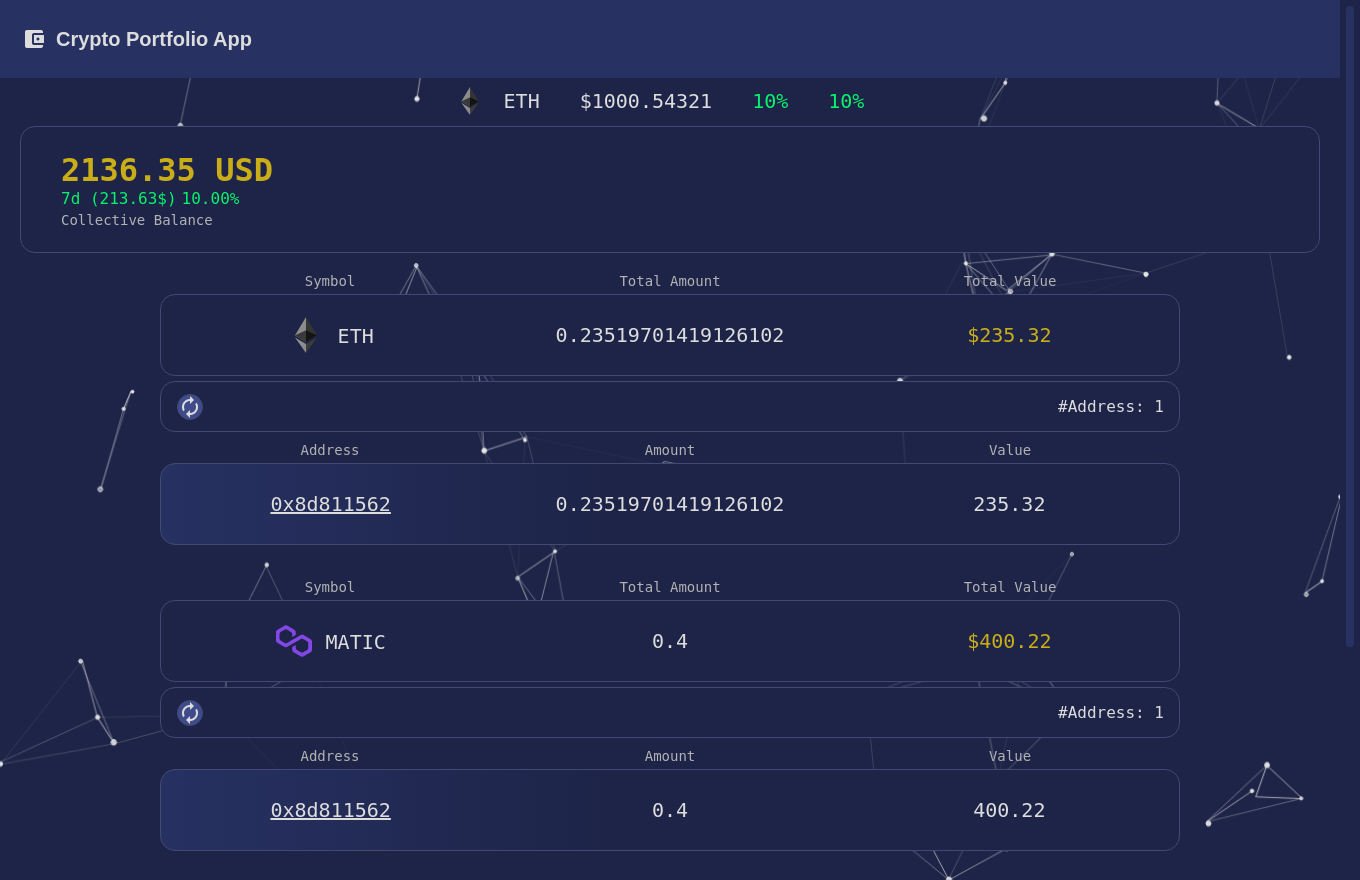 Crypto Portfolio App
ETH $1000.54321 10% 10%
2136.35 USD
7d (213.63$) 10.00%
Collective Balance
Symbol Total Amount Total Value
ETH 0.23519701419126102 $235.32
#Address: 1
Address Amount Value
0x8d811562 0.23519701419126102 235.32
Symbol Total Amount Total Value
MATIC 0.4 $400.22
#Address: 1
Address Amount Value
0x8d811562 0.4 400.22